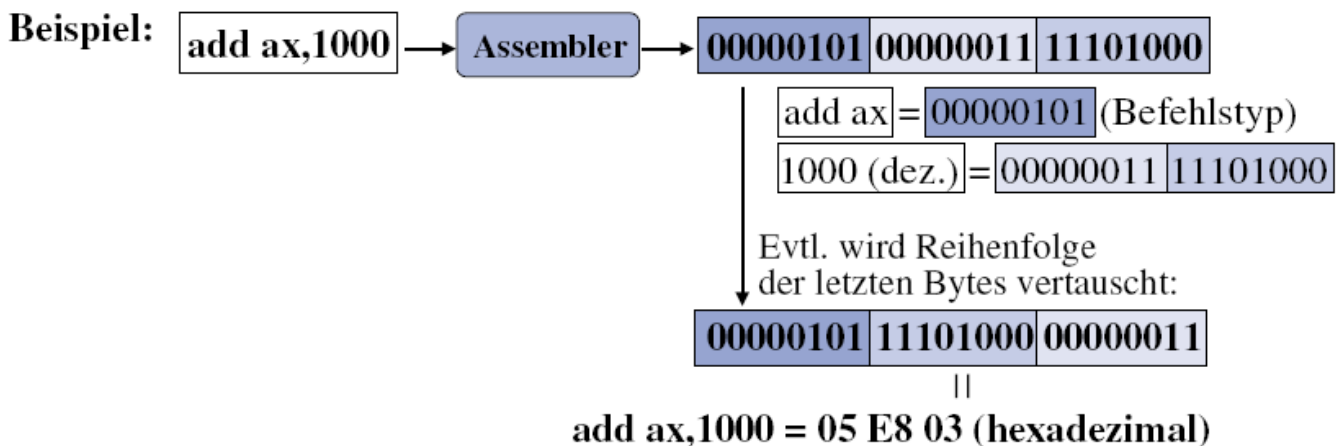 Beispiel: add ax,1000 Assembler 00000101 00000011 11101000
add ax = 00000101 (Befehlstyp)
1000 (dez.) = 00000011 11101000
Evtl. wird Reihenfolge
der letzten Bytes vertauscht:
00000101 11101000 00000011
=
add ax,1000 = 05 E8 03 (hexadezimal)